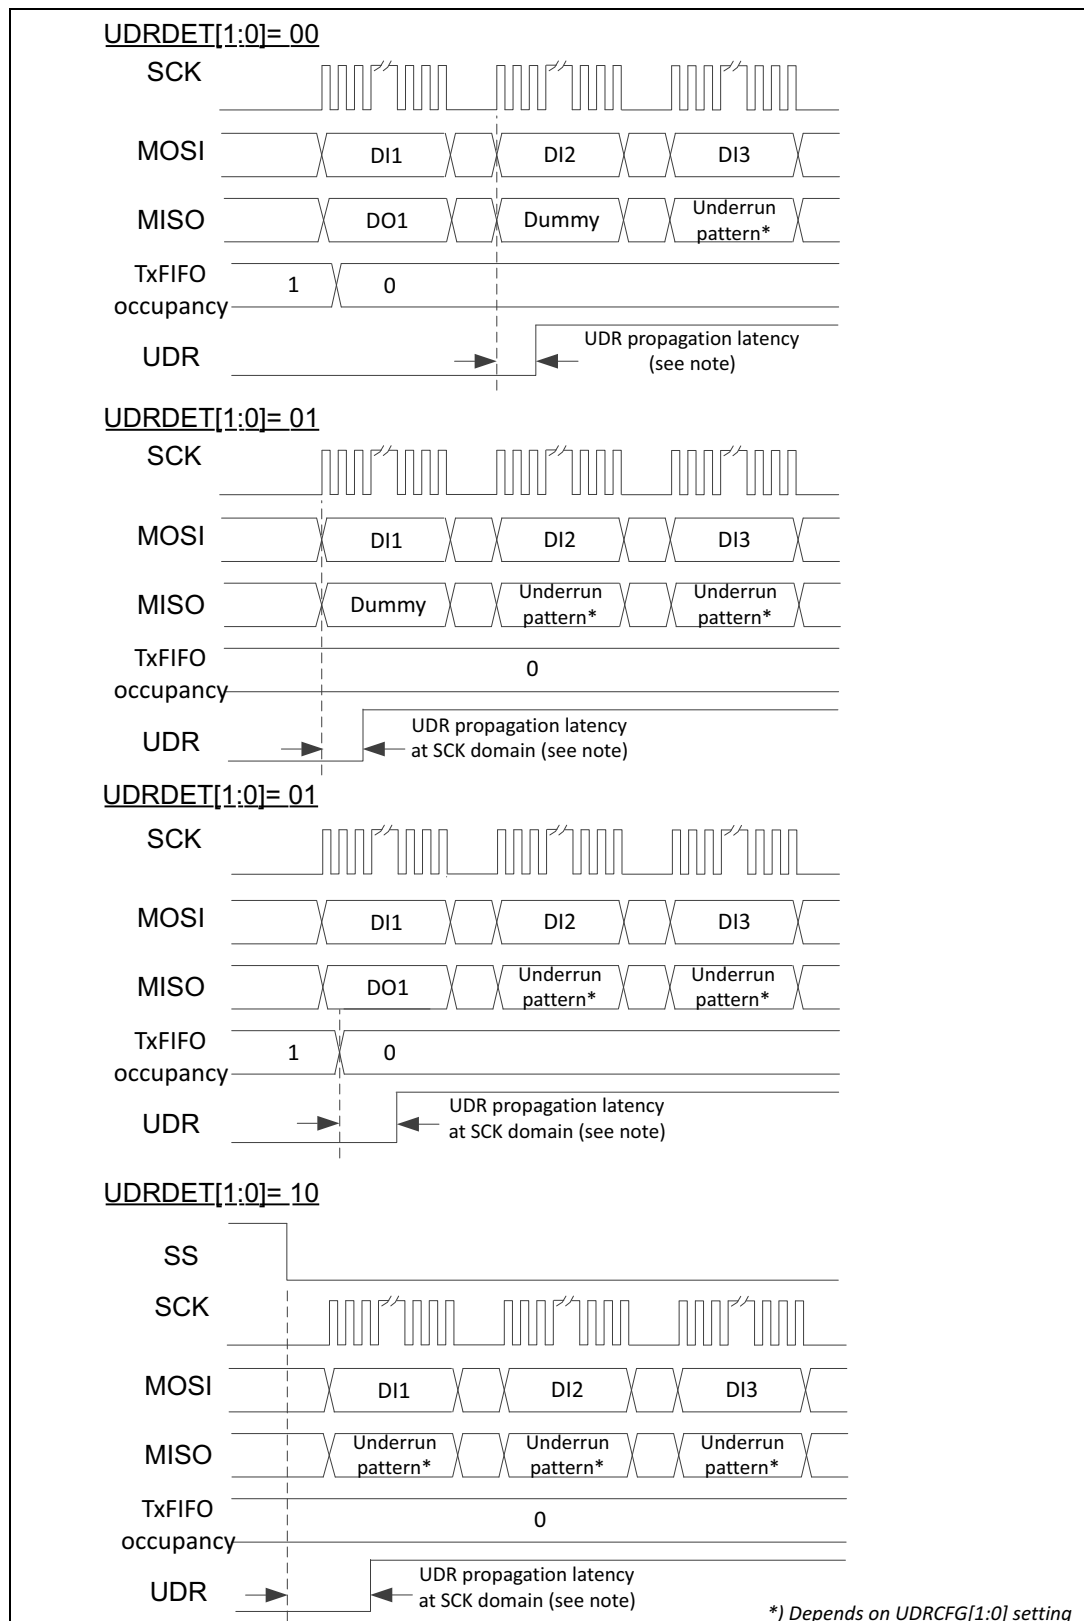 UDRDET[1:0]= 00
SCK
MOSI
DI1
DI2
DI3
MISO
DO1
Dummy
Underrun
pattern*
TxFIFO
occupancy
1
0
UDR
UDR propagation latency
(see note)
UDRDET[1:0]= 01
SCK
MOSI
DI1
DI2
DI3
MISO
Dummy
Underrun
pattern*
Underrun
pattern*
TxFIFO
occupancy
0
UDR
UDR propagation latency
at SCK domain (see note)
UDRDET[1:0]= 01
SCK
MOSI
DI1
DI2
DI3
MISO
DO1
Underrun
pattern*
Underrun
pattern*
TxFIFO
occupancy
1
0
UDR
UDR propagation latency
at SCK domain (see note)
UDRDET[1:0]= 10
SS
SCK
MOSI
DI1
DI2
DI3
MISO
Underrun
pattern*
Underrun
pattern*
Underrun
pattern*
TxFIFO
occupancy
0
UDR
UDR propagation latency
at SCK domain (see note)
*) Depends on UDRCFG[1:0] setting